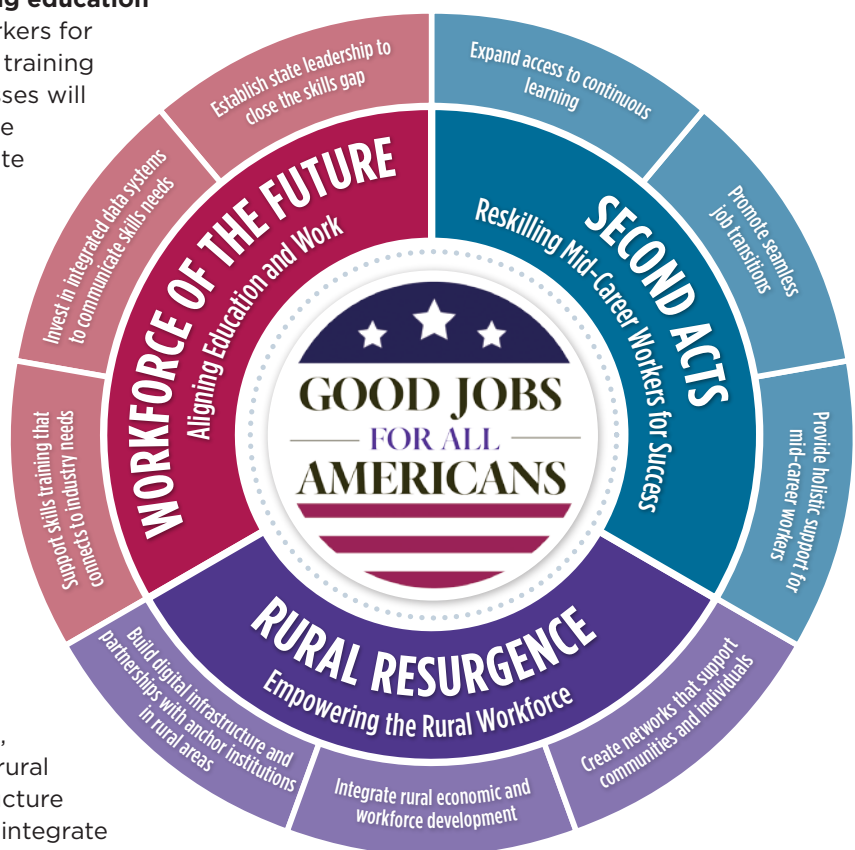 ng education
rkers for
training
sses will
e
te
Establish state leadership to
close the skills gap
Expand access to continuous
learning
Invest in integrated data systems
to communicate skills needs
Promote seamless
job transitions
Support skills training that
connects to industry needs
Provide holistic support for
mid-career workers
WORKFORCE OF THE FUTURE
Aligning Education and Work
SECOND ACTS
Reskilling Mid-Career Workers for Success
GOOD JOBS
FOR ALL
AMERICANS
RURAL RESURGENCE
Empowering the Rural Workforce
Build digital infrastructure and
partnerships with anchor institutions
in rural areas
Integrate rural economic and
workforce development
Create networks that support
communities and individuals
,
rural
cture
integrate